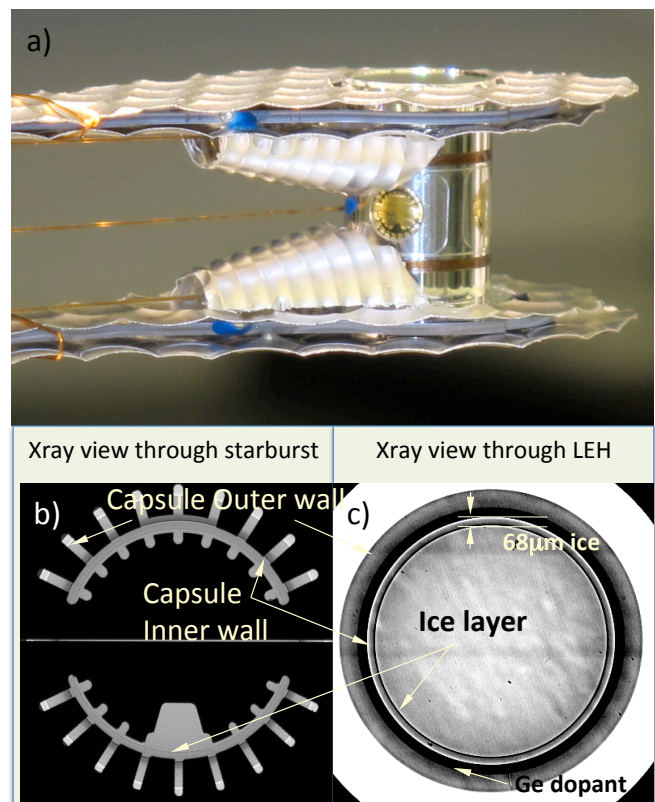 a)
Xray view through starburst
Xray view through LEH
b)
Capsule Outer wall
c)
68µm ice
Capsule
Inner wall
Ice layer
Ge dopant